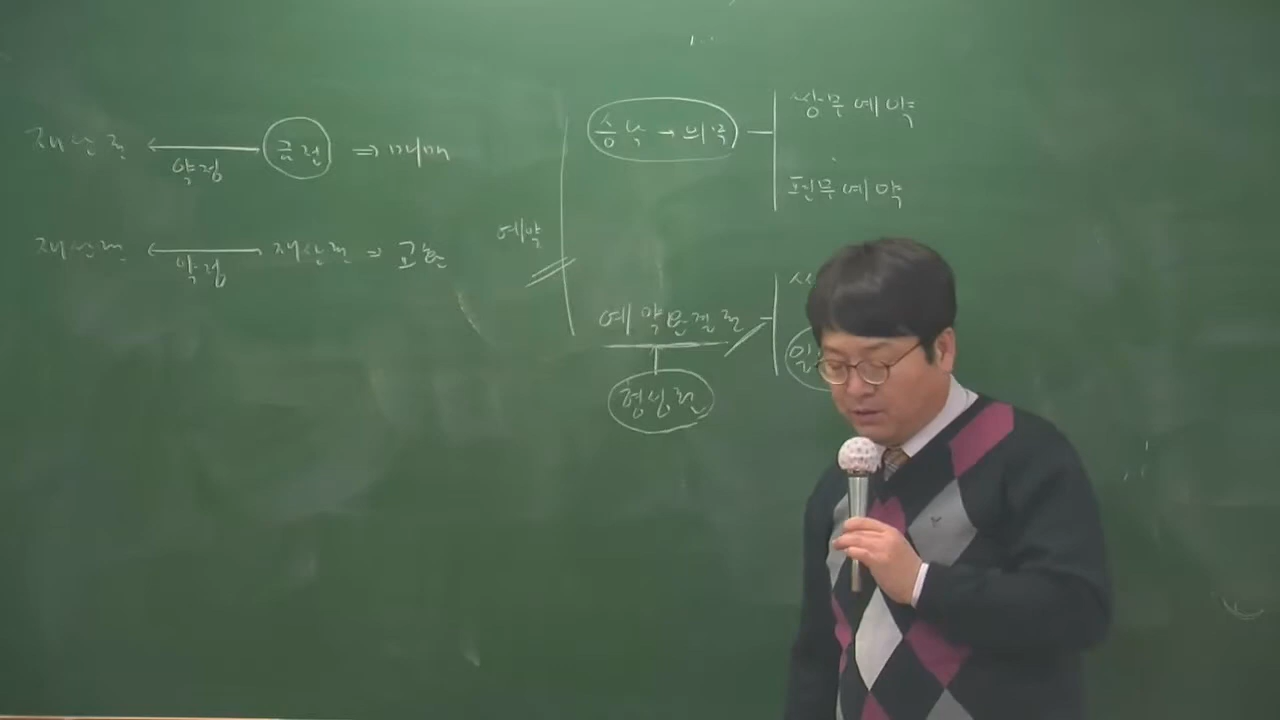 재산권 ← 금전 ⇒ 매매
약정
재산권 ← 재산권 ⇒ 교환
약정
예약
승낙 → 의무
쌍무예약
편무예약
예약완결권
형성권
일